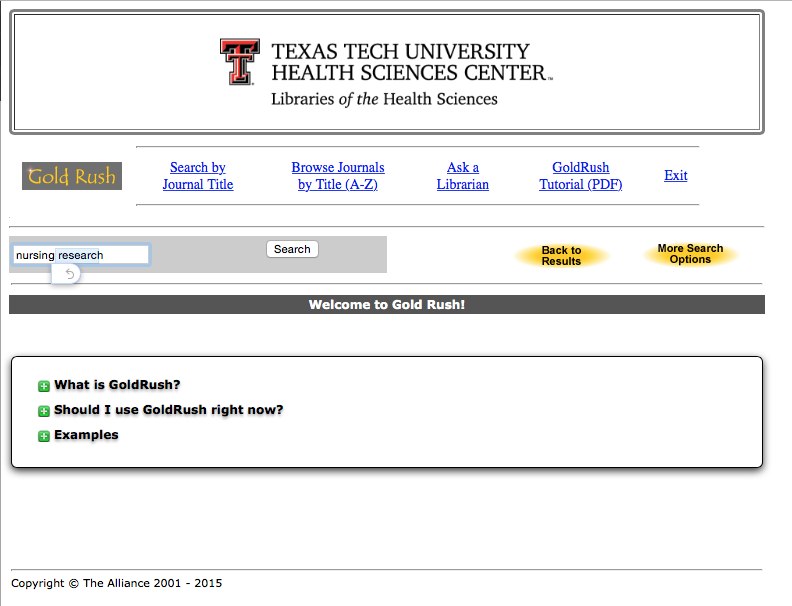 TEXAS TECH UNIVERSITY
HEALTH SCIENCES CENTER™
Libraries of the Health Sciences
Gold Rush
Search by
Journal Title
Browse Journals
by Title (A-Z)
Ask a
Librarian
GoldRush
Tutorial (PDF)
Exit
nursing research
Search
Back to
Results
More Search
Options
Welcome to Gold Rush!
What is GoldRush?
Should I use GoldRush right now?
Examples
Copyright © The Alliance 2001 - 2015